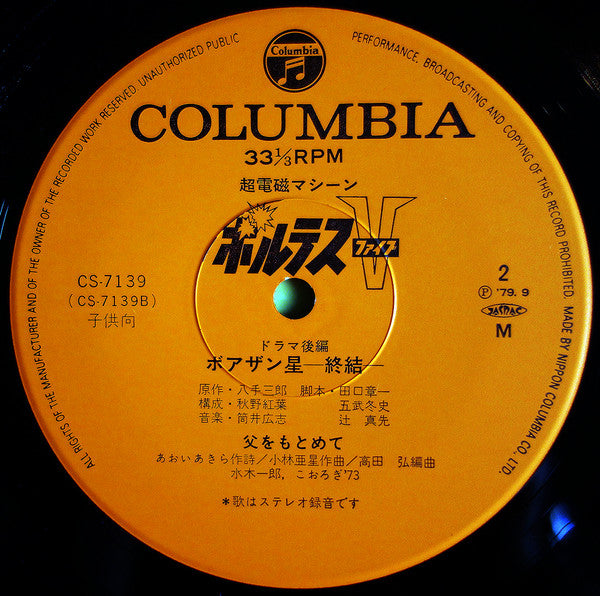 Columbia
COLUMBIA
33 1/3 RPM
超電磁マシーン
ボルテス
V
ファイブ
CS-7139
(CS-7139B)
子供向
2
Ⓟ '79. 9
JASRAC
M
ドラマ後編
ボアザン星―終結―
原作・八手三郎 脚本・田口章一
構成・秋野紅葉 五武冬史
音楽・筒井広志 辻 真先
父をもとめて
あおいあきら作詩/小林亜星作曲/高田 弘編曲
水木一郎, こおろぎ'73
*歌はステレオ録音です
ALL RIGHTS OF THE MANUFACTURER AND OF THE OWNER OF THE RECORDED WORK RESERVED. UNAUTHORIZED PUBLIC PERFORMANCE, BROADCASTING AND COPYING OF THIS RECORD PROHIBITED. MADE BY NIPPON COLUMBIA CO., LTD.